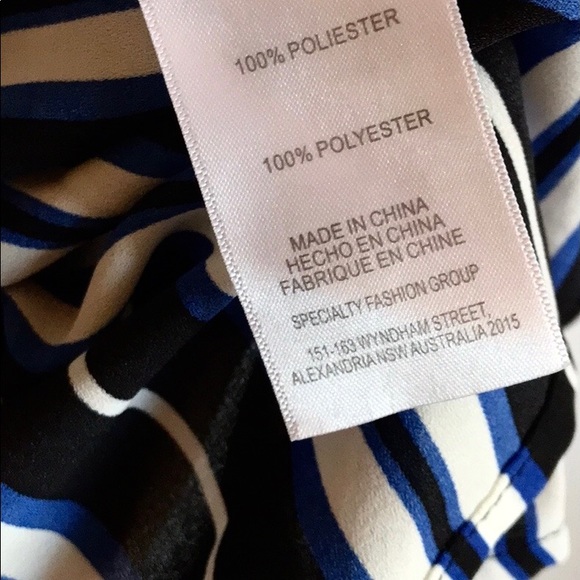 100% POLIESTER
100% POLYESTER
MADE IN CHINA
HECHO EN CHINA
FABRIQUE EN CHINE
SPECIALTY FASHION GROUP
151-163 WYNDHAM STREET,
ALEXANDRIA NSW AUSTRALIA 2015